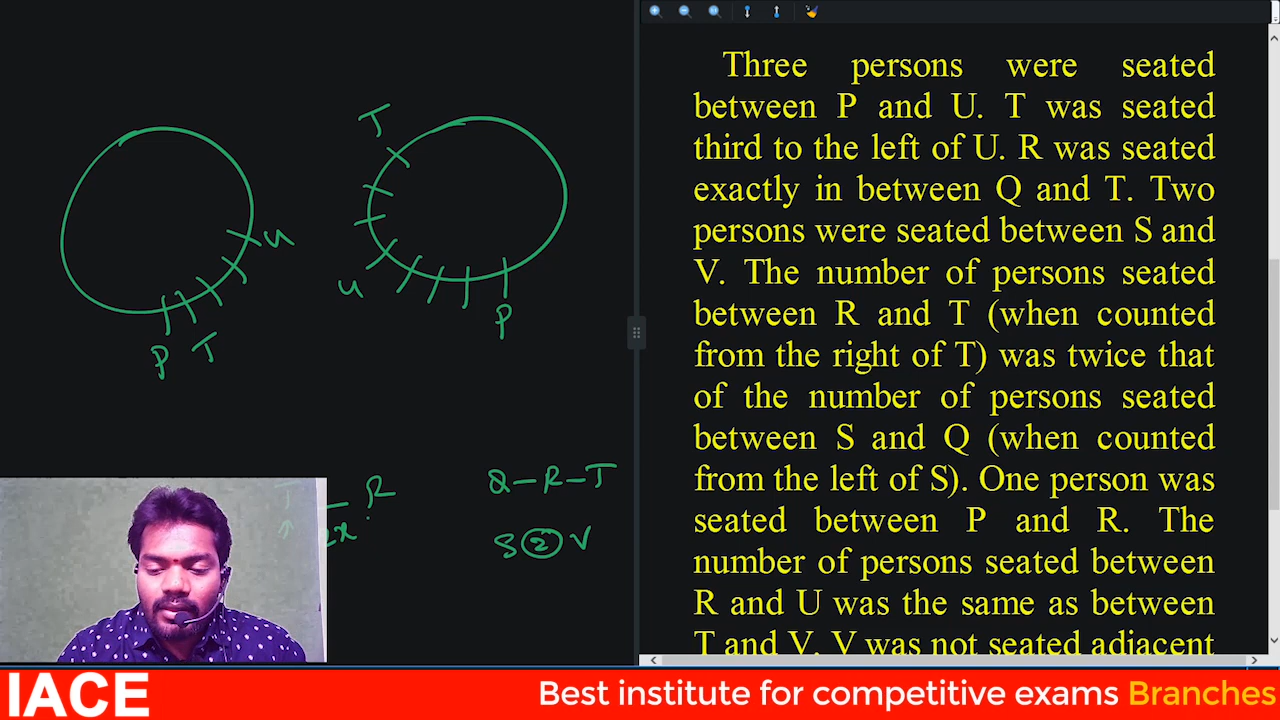 Three persons were seated
between P and U. T was seated
third to the left of U. R was seated
exactly in between Q and T. Two
persons were seated between S and
V. The number of persons seated
between R and T (when counted
from the right of T) was twice that
of the number of persons seated
between S and Q (when counted
from the left of S). One person was
seated between P and R. The
number of persons seated between
R and U was the same as between
T and V. V was not seated adjacent
T
u
u
P
P T
Q – R – T
R
2x
S 2 V
IACE
Best institute for competitive exams Branches